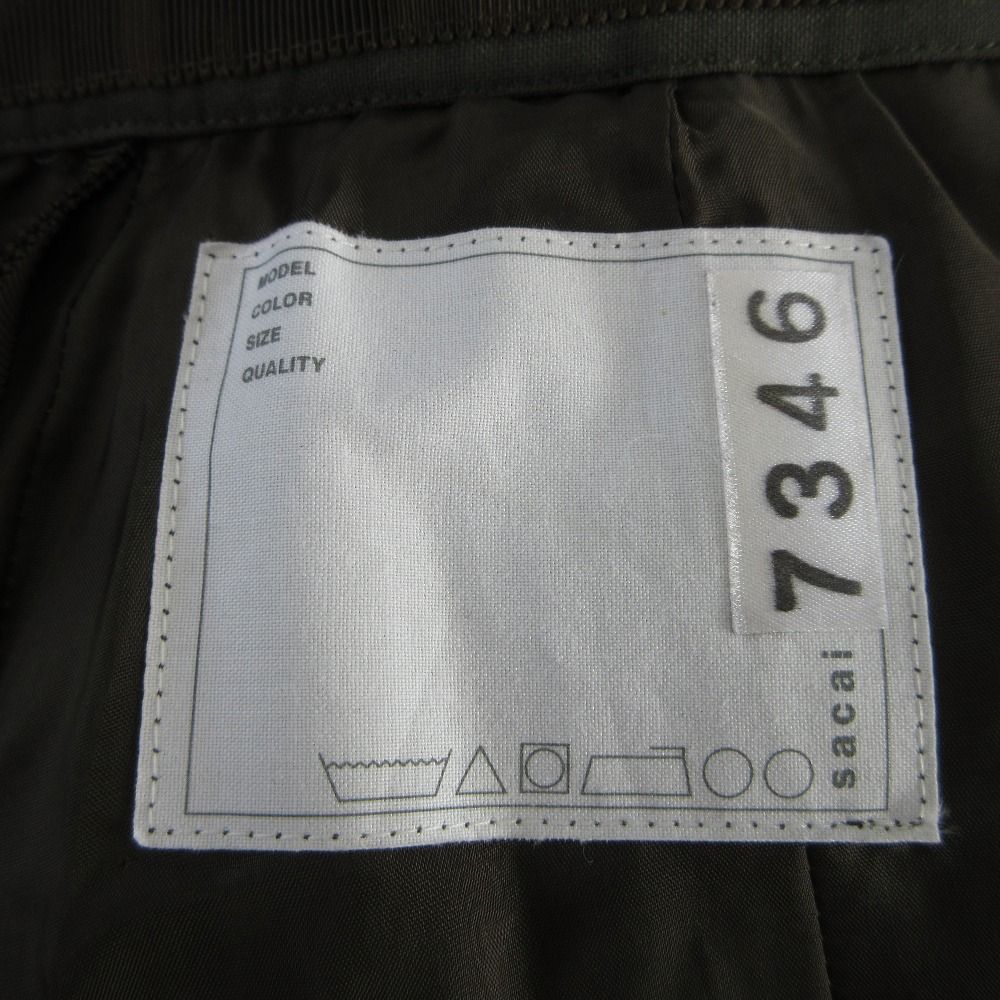 MODEL
COLOR
SIZE
QUALITY
7346
sacai